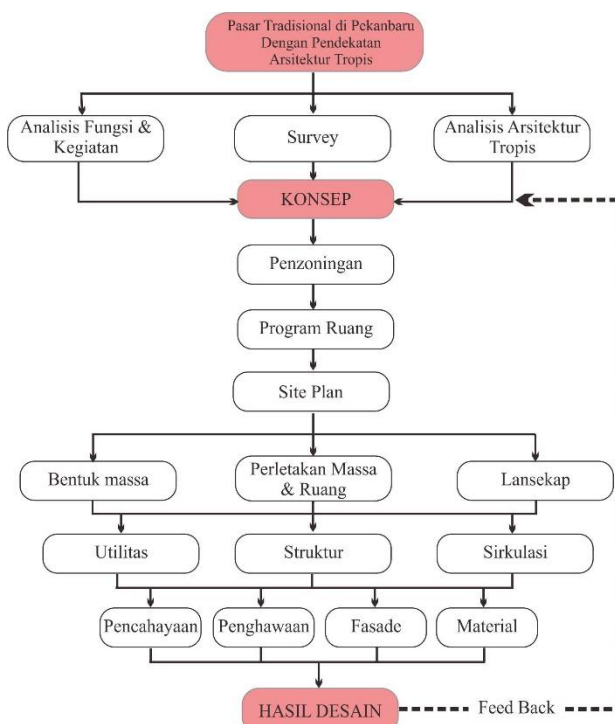 Pasar Tradisional di Pekanbaru
Dengan Pendekatan
Arsitektur Tropis
Analisis Fungsi &
Kegiatan
Survey
Analisis Arsitektur
Tropis
KONSEP
Penzoningan
Program Ruang
Site Plan
Bentuk massa
Perletakan Massa
& Ruang
Lansekap
Utilitas
Struktur
Sirkulasi
Pencahayaan
Penghawaan
Fasade
Material
HASIL DESAIN
Feed Back